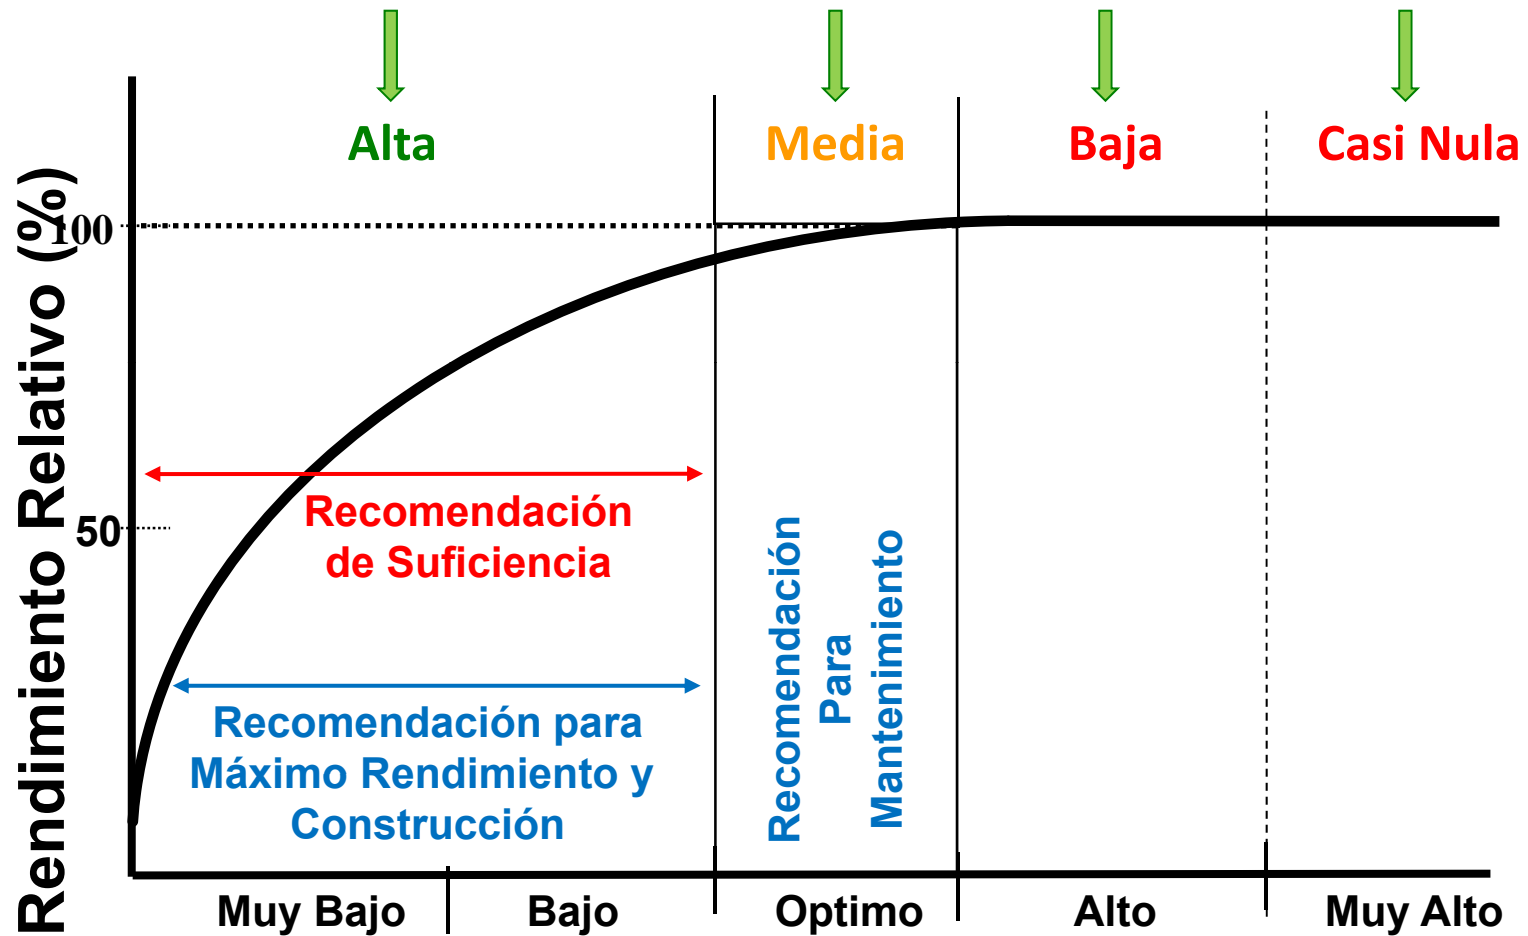 Alta
Media
Baja
Casi Nula
Rendimiento Relativo (%)
100
50
Recomendación
de Suficiencia
Recomendación para
Máximo Rendimiento y
Construcción
Recomendación
Para
Mantenimiento
Muy Bajo
Bajo
Optimo
Alto
Muy Alto